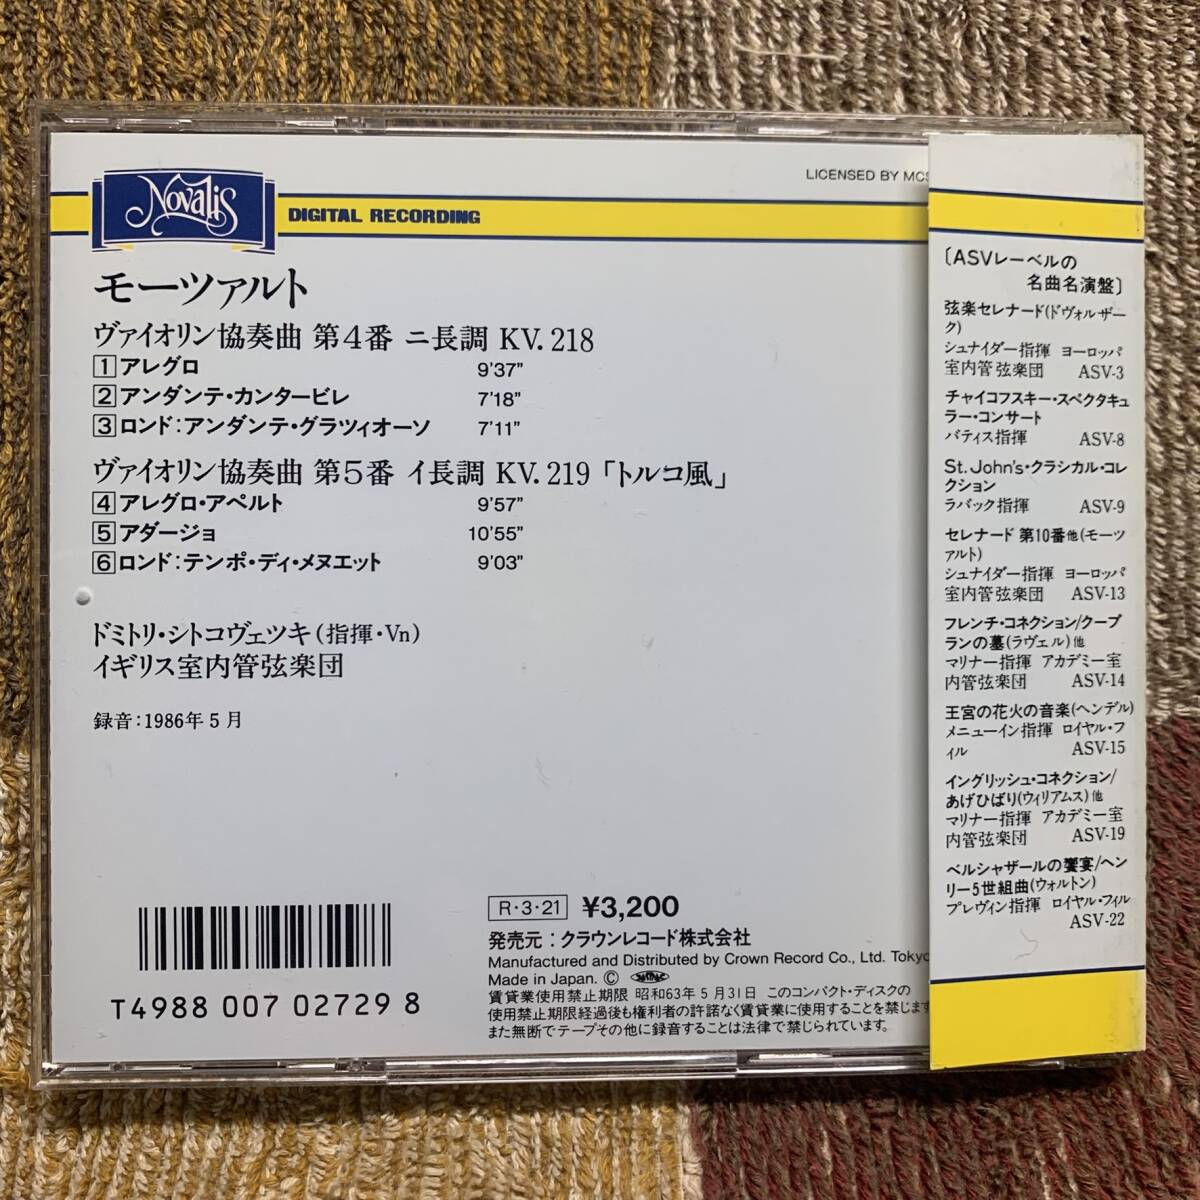 Novalis
DIGITAL RECORDING
LICENSED BY MCS
モーツァルト
ヴァイオリン協奏曲 第4番 ニ長調 KV. 218
1 アレグロ 9'37"
2 アンダンテ・カンタービレ 7'18"
3 ロンド：アンダンテ・グラツィオーソ 7'11"
ヴァイオリン協奏曲 第5番 イ長調 KV. 219「トルコ風」
4 アレグロ・アペルト 9'57"
5 アダージョ 10'55"
6 ロンド：テンポ・ディ・メヌエット 9'03"
ドミトリ・シトコヴェツキ（指揮・Vn）
イギリス室内管弦楽団
録音：1986年5月
T4988 007 02729 8
R・3・21 ¥3,200
発売元：クラウンレコード株式会社
Manufactured and Distributed by Crown Record Co., Ltd. Tokyo
Made in Japan. ©
賃貸業使用禁止期限 昭和63年5月31日 このコンパクト・ディスクの
使用禁止期限経過後も権利者の許諾なく賃貸業に使用することを禁じます
また無断でテープその他に録音することは法律で禁じられています。
〔ASVレーベルの
名曲名演盤〕
弦楽セレナード(ドヴォルザー
ク)
シュナイダー指揮 ヨーロッパ
室内管弦楽団 ASV-3
チャイコフスキー・スペクタキュ
ラー・コンサート
バティス指揮 ASV-8
St. John's・クラシカル・コレ
クション
ラバック指揮 ASV-9
セレナード 第10番他(モーツ
ァルト)
シュナイダー指揮 ヨーロッパ
室内管弦楽団 ASV-13
フレンチ・コネクション/クープ
ランの墓(ラヴェル)他
マリナー指揮 アカデミー室
内管弦楽団 ASV-14
王宮の花火の音楽(ヘンデル)
メニューイン指揮 ロイヤル・フ
ィル ASV-15
イングリッシュ・コネクション/
あげひばり(ウィリアムス)他
マリナー指揮 アカデミー室
内管弦楽団 ASV-19
ベルシャザールの饗宴/ヘン
リー5世組曲(ウォルトン)
プレヴィン指揮 ロイヤル・フィル
ASV-22